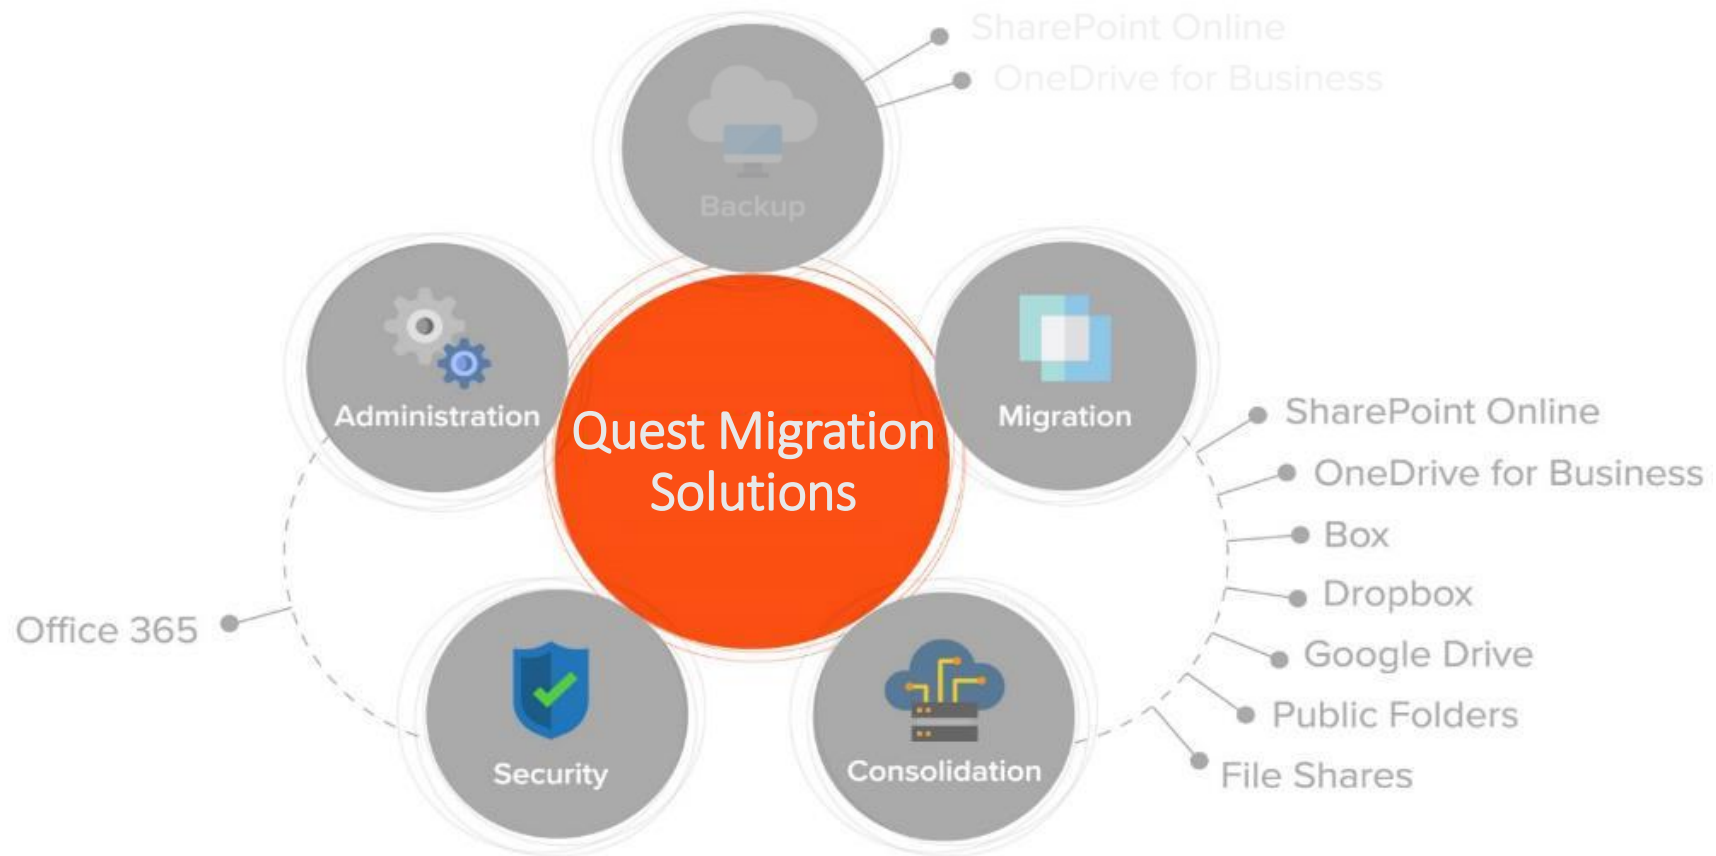 SharePoint Online
OneDrive for Business
Backup
Administration
Migration
Quest Migration
Solutions
SharePoint Online
OneDrive for Business
Box
Dropbox
Google Drive
Public Folders
File Shares
Office 365
Security
Consolidation